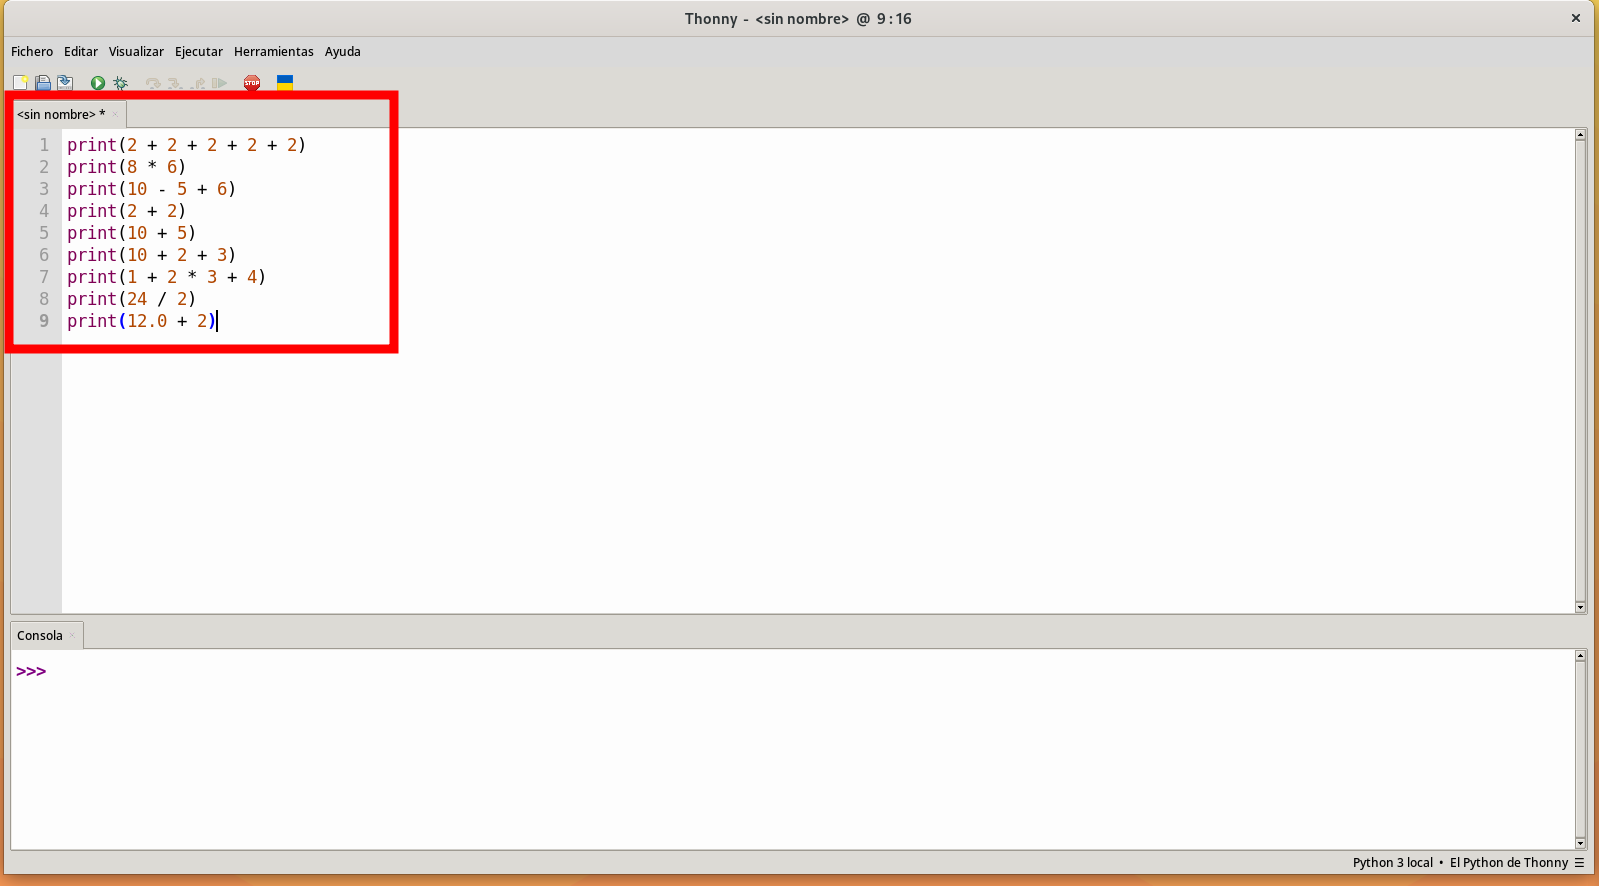 Thonny - <sin nombre> @ 9:16
Fichero Editar Visualizar Ejecutar Herramientas Ayuda
STOP
<sin nombre> *
1 print(2 + 2 + 2 + 2 + 2)
2 print(8 * 6)
3 print(10 - 5 + 6)
4 print(2 + 2)
5 print(10 + 5)
6 print(10 + 2 + 3)
7 print(1 + 2 * 3 + 4)
8 print(24 / 2)
9 print(12.0 + 2)
Consola
>>>
Python 3 local • El Python de Thonny ☰